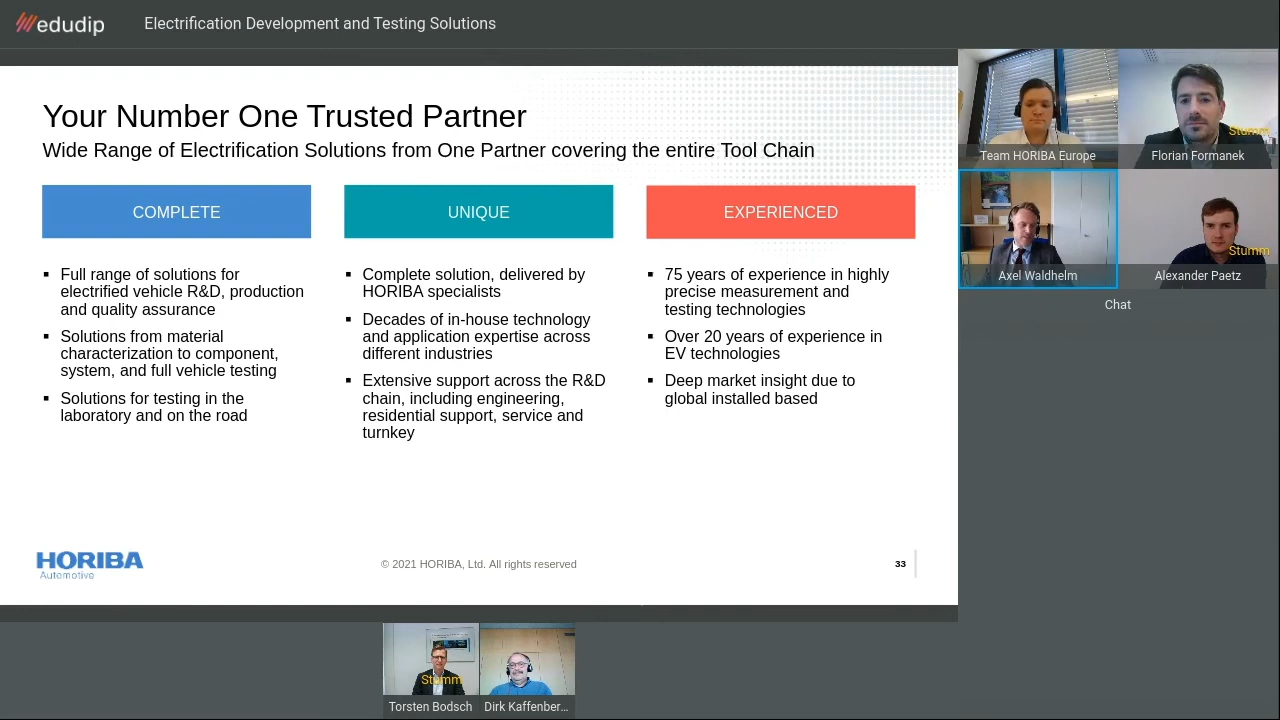 edudip
Electrification Development and Testing Solutions
Your Number One Trusted Partner
Wide Range of Electrification Solutions from One Partner covering the entire Tool Chain
COMPLETE
▪ Full range of solutions for
electrified vehicle R&D, production
and quality assurance
▪ Solutions from material
characterization to component,
system, and full vehicle testing
▪ Solutions for testing in the
laboratory and on the road
UNIQUE
▪ Complete solution, delivered by
HORIBA specialists
▪ Decades of in-house technology
and application expertise across
different industries
▪ Extensive support across the R&D
chain, including engineering,
residential support, service and
turnkey
EXPERIENCED
▪ 75 years of experience in highly
precise measurement and
testing technologies
▪ Over 20 years of experience in
EV technologies
▪ Deep market insight due to
global installed based
HORIBA
Automotive
© 2021 HORIBA, Ltd. All rights reserved
33
Team HORIBA Europe
Stumm
Florian Formanek
Axel Waldhelm
Stumm
Alexander Paetz
Chat
Stumm
Torsten Bodsch
Dirk Kaffenber...